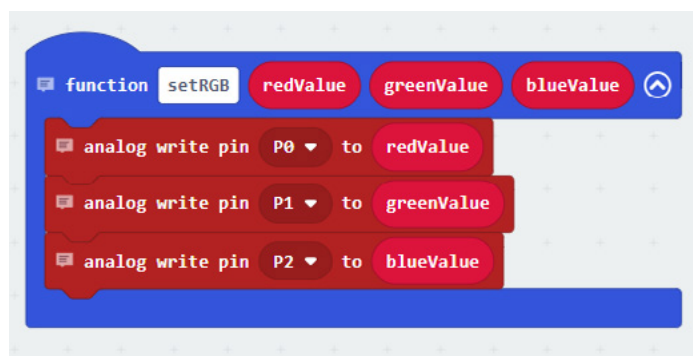 function setRGB redValue greenValue blueValue
analog write pin P0 to redValue
analog write pin P1 to greenValue
analog write pin P2 to blueValue